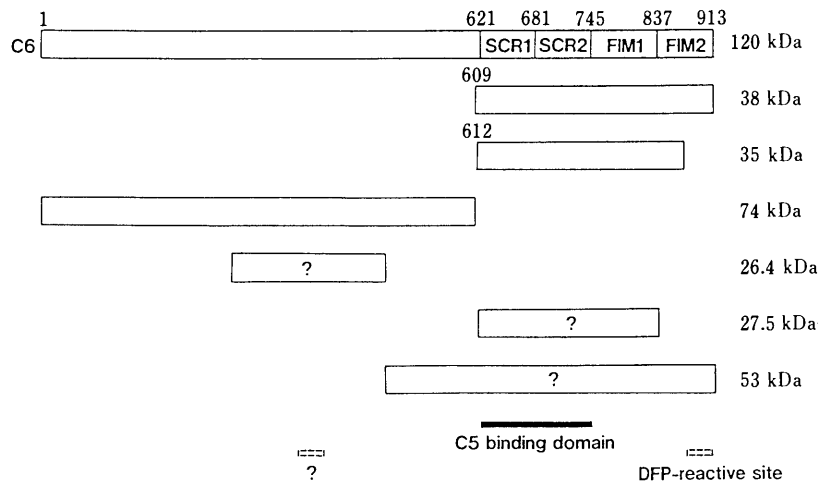 1 621 681 745 837 913
C6 SCR1 SCR2 FIM1 FIM2 120 kDa
609
38 kDa
612
35 kDa
74 kDa
? 26.4 kDa
? 27.5 kDa
? 53 kDa
C5 binding domain
? DFP-reactive site